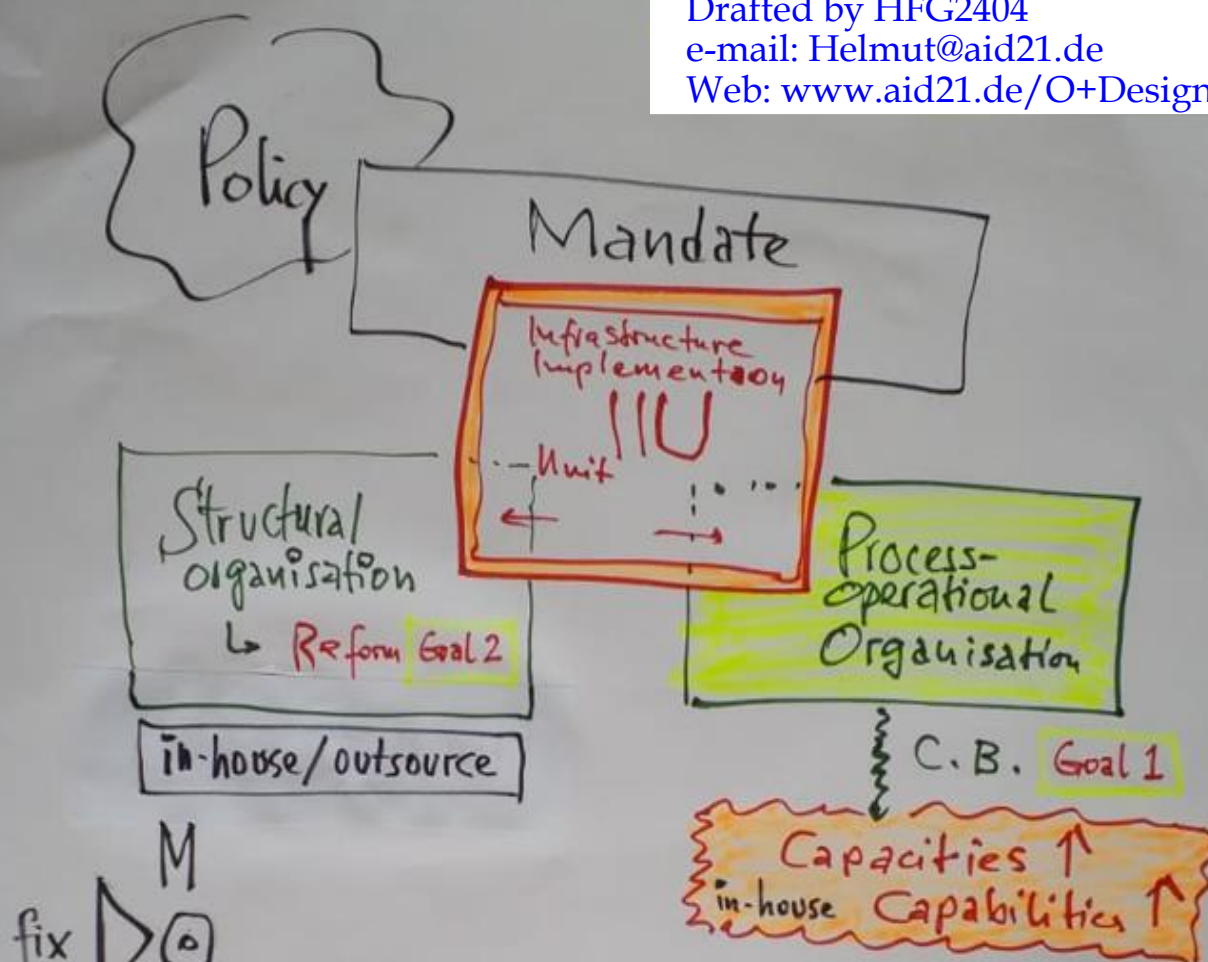 Drafted by HFG2404
e-mail: Helmut@aid21.de
Web: www.aid21.de/O+Design
Policy
Mandate
Infrastructure
Implementaion
IIU
Unit
Structural
organisation
↳ Reform Goal 2
in-house/outsource
M
fix
Process-
operational
Organisation
C.B. Goal 1
Capacities ↑
in-house Capabilities ↑